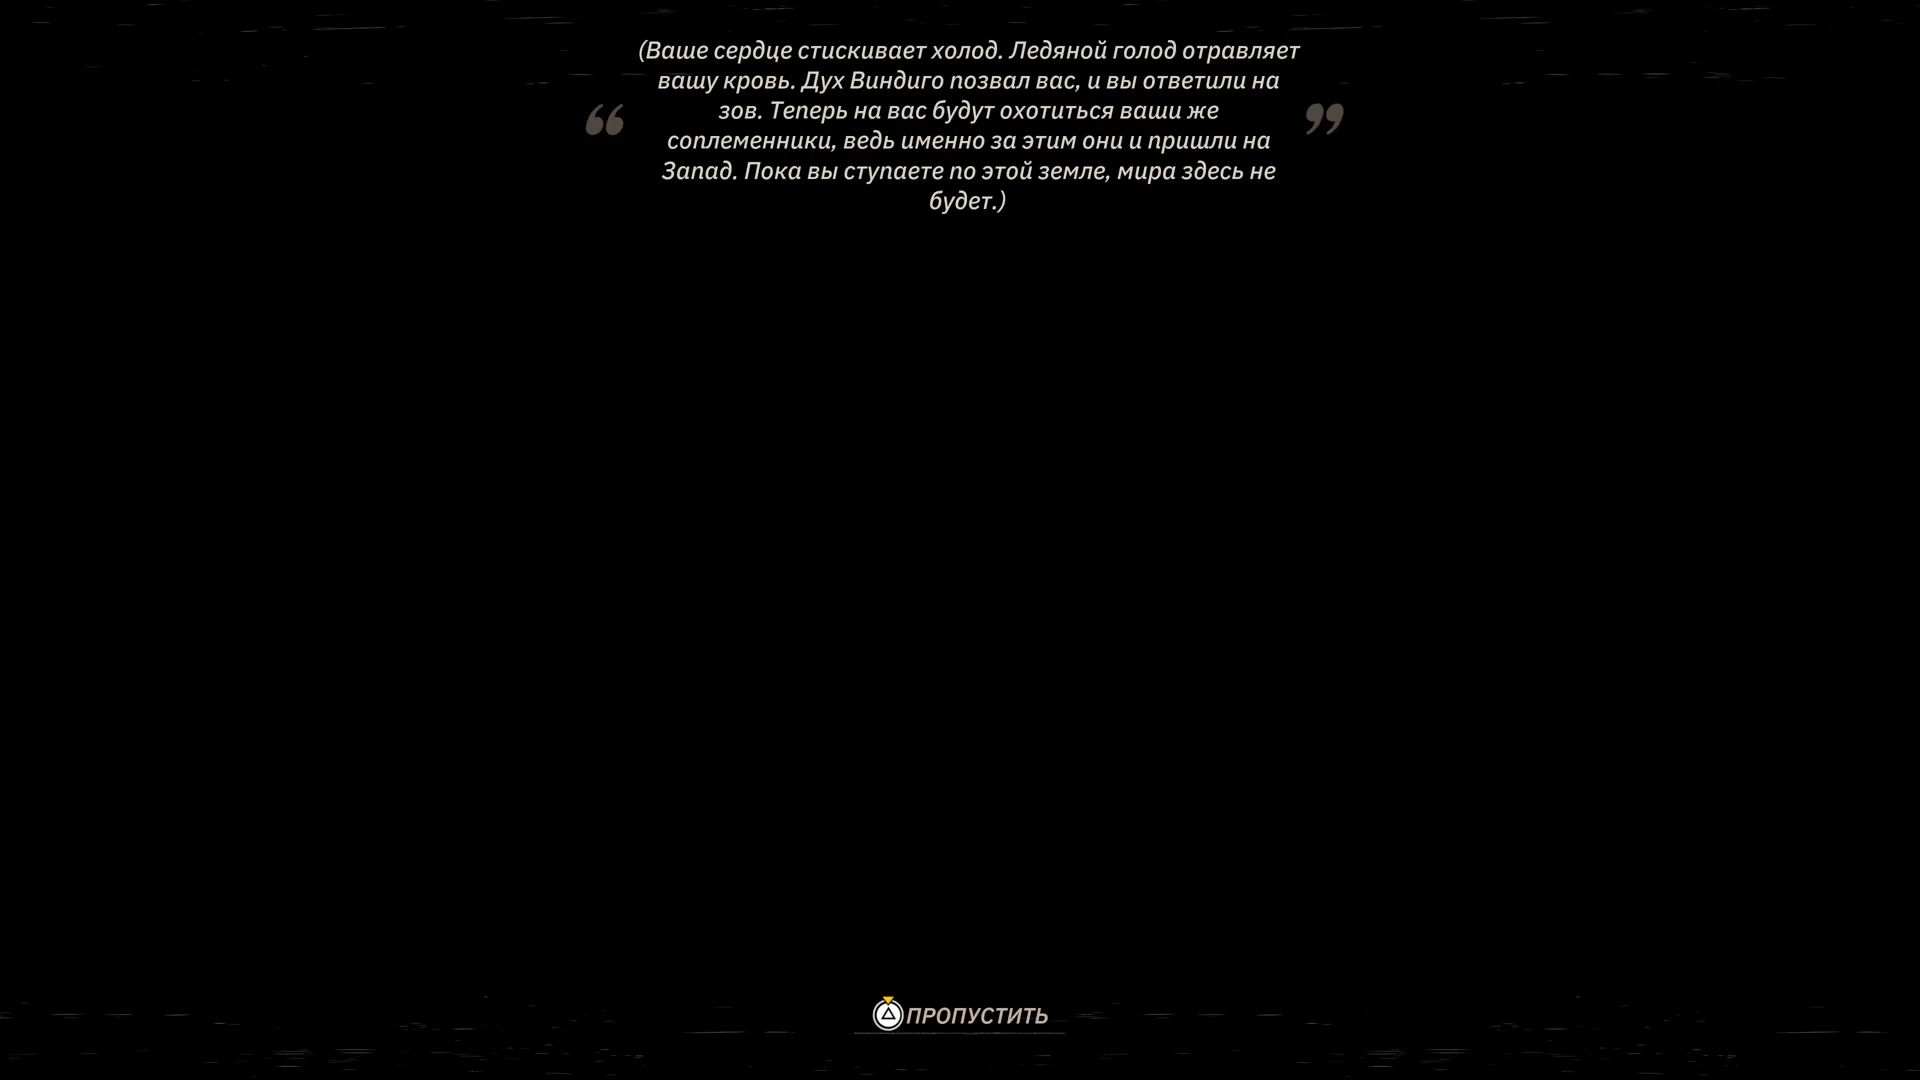 (Ваше сердце стискивает холод. Ледяной голод отравляет
вашу кровь. Дух Виндиго позвал вас, и вы ответили на
зов. Теперь на вас будут охотиться ваши же
соплеменники, ведь именно за этим они и пришли на
Запад. Пока вы ступаете по этой земле, мира здесь не
будет.)
ПРОПУСТИТЬ